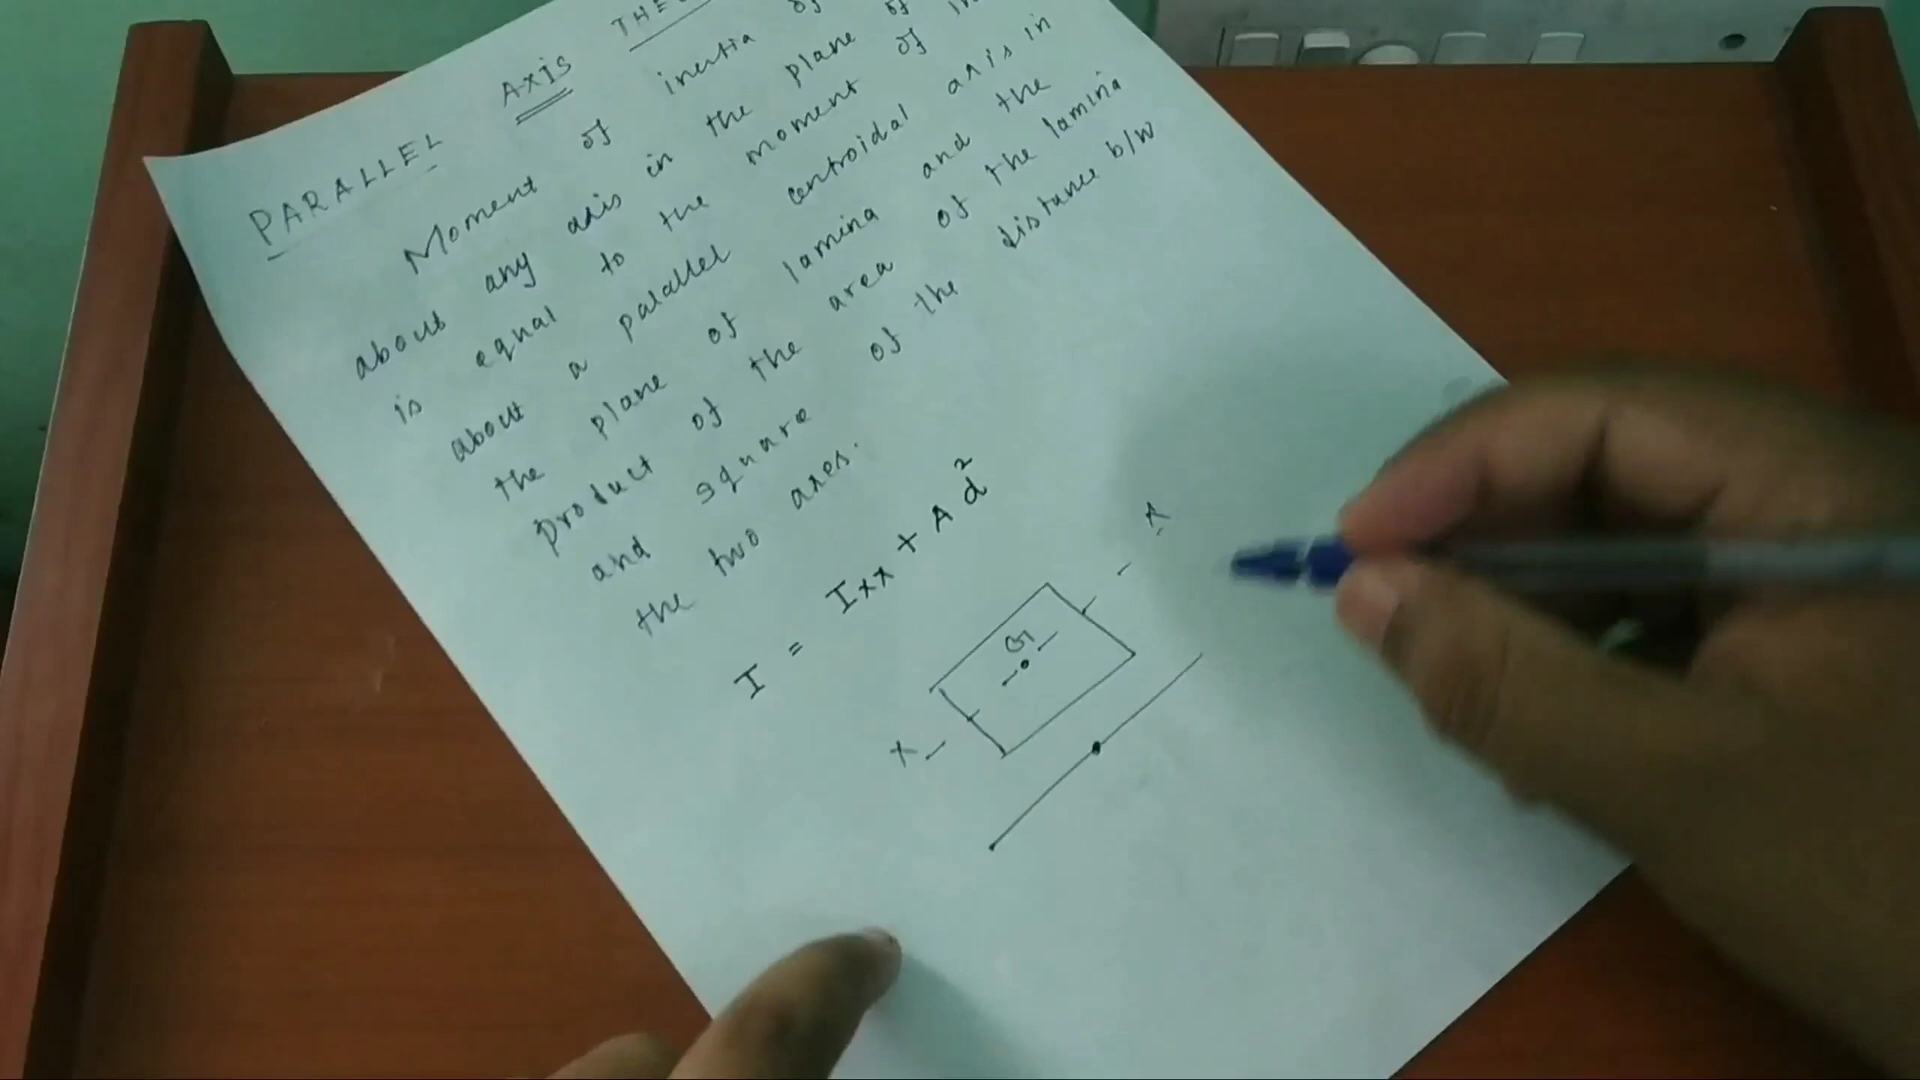 PARALLEL AXIS
Moment of inertia of
about any axis in the plane of
is equal to the moment of
about a parallel centroidal axis in
the plane of lamina and the
product of the area of the lamina
and square of the distance b/w
the two axes.
I = Ixx + Ad²
G
X